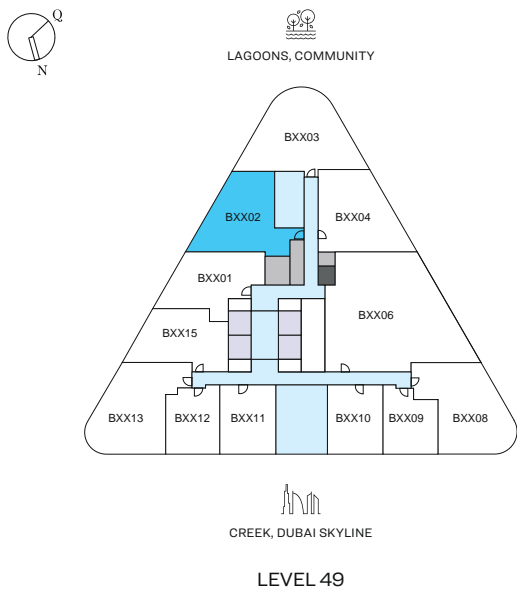 Q
N
LAGOONS, COMMUNITY
BXX03
BXX02
BXX04
BXX01
BXX06
BXX15
BXX13
BXX12
BXX11
BXX10
BXX09
BXX08
CREEK, DUBAI SKYLINE
LEVEL 49